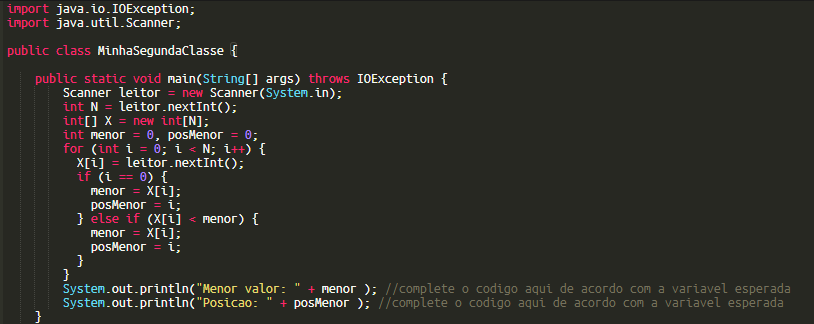 import java.io.IOException;
import java.util.Scanner;
public class MinhaSegundaClasse {
public static void main(String[] args) throws IOException {
Scanner leitor = new Scanner(System.in);
int N = leitor.nextInt();
int[] X = new int[N];
int menor = 0, posMenor = 0;
for (int i = 0; i < N; i++) {
X[i] = leitor.nextInt();
if (i == 0) {
menor = X[i];
posMenor = i;
} else if (X[i] < menor) {
menor = X[i];
posMenor = i;
}
}
System.out.println("Menor valor: " + menor ); //complete o codigo aqui de acordo com a variavel esperada
System.out.println("Posicao: " + posMenor ); //complete o codigo aqui de acordo com a variavel esperada
}